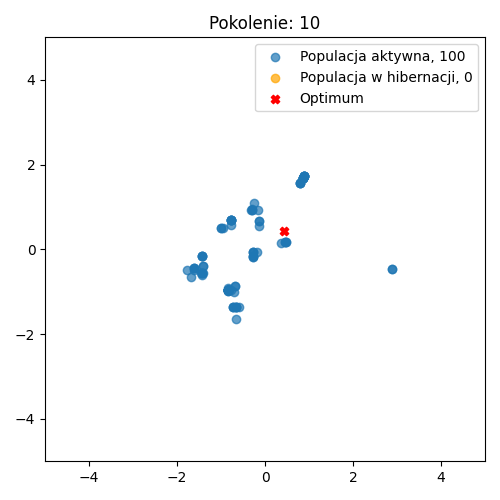 Pokolenie: 10
Populacja aktywna, 100
Populacja w hibernacji, 0
Optimum
4
2
0
−2
−4
−4 −2 0 2 4